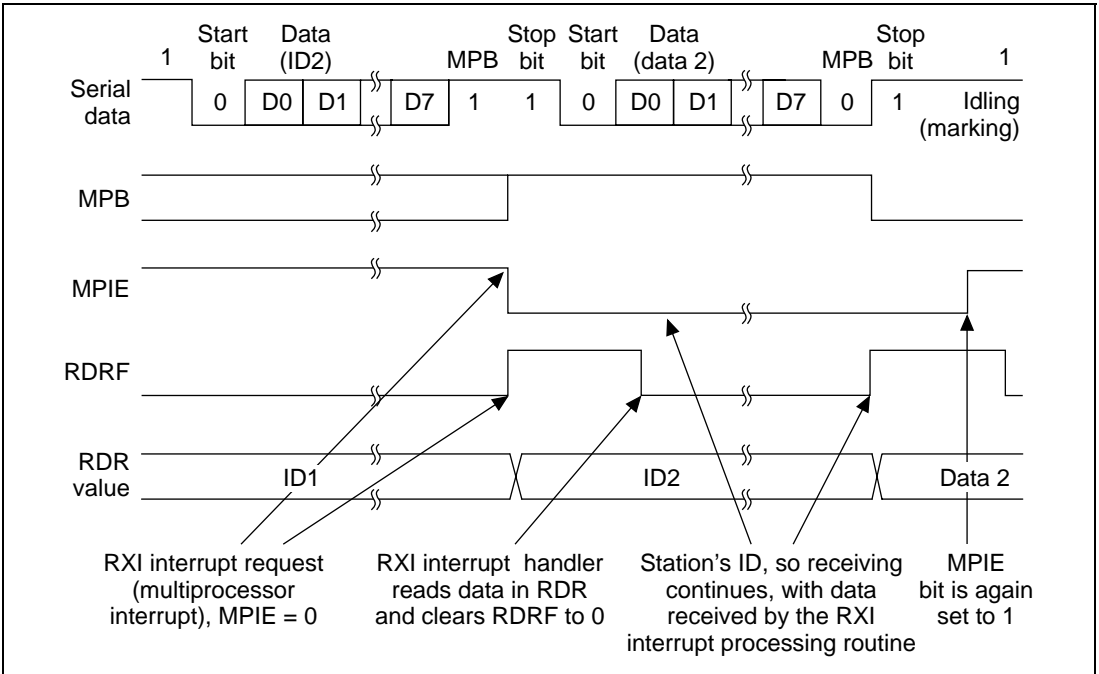 Start Data Stop Start Data Stop
1 bit (ID2) MPB bit bit (data 2) MPB bit 1
Serial data 0 D0 D1 D7 1 1 0 D0 D1 D7 0 1 Idling (marking)
MPB
MPIE
RDRF
RDR value ID1 ID2 Data 2
RXI interrupt request
(multiprocessor
interrupt), MPIE = 0
RXI interrupt handler
reads data in RDR
and clears RDRF to 0
Station's ID, so receiving
continues, with data
received by the RXI
interrupt processing routine
MPIE
bit is again
set to 1